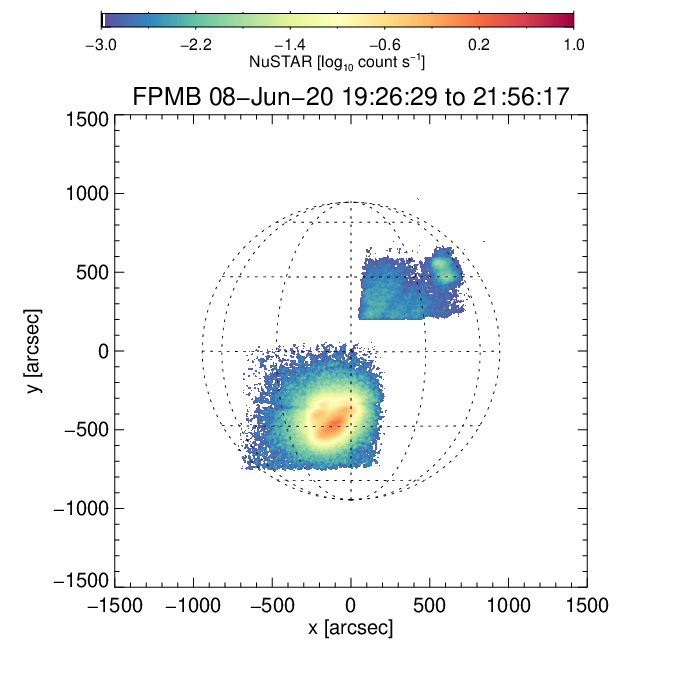 −3.0 −2.2 −1.4 −0.6 0.2 1.0
NuSTAR [log₁₀ count s⁻¹]
FPMB 08−Jun−20 19:26:29 to 21:56:17
1500
1000
500
0
−500
−1000
−1500
y [arcsec]
−1500 −1000 −500 0 500 1000 1500
x [arcsec]